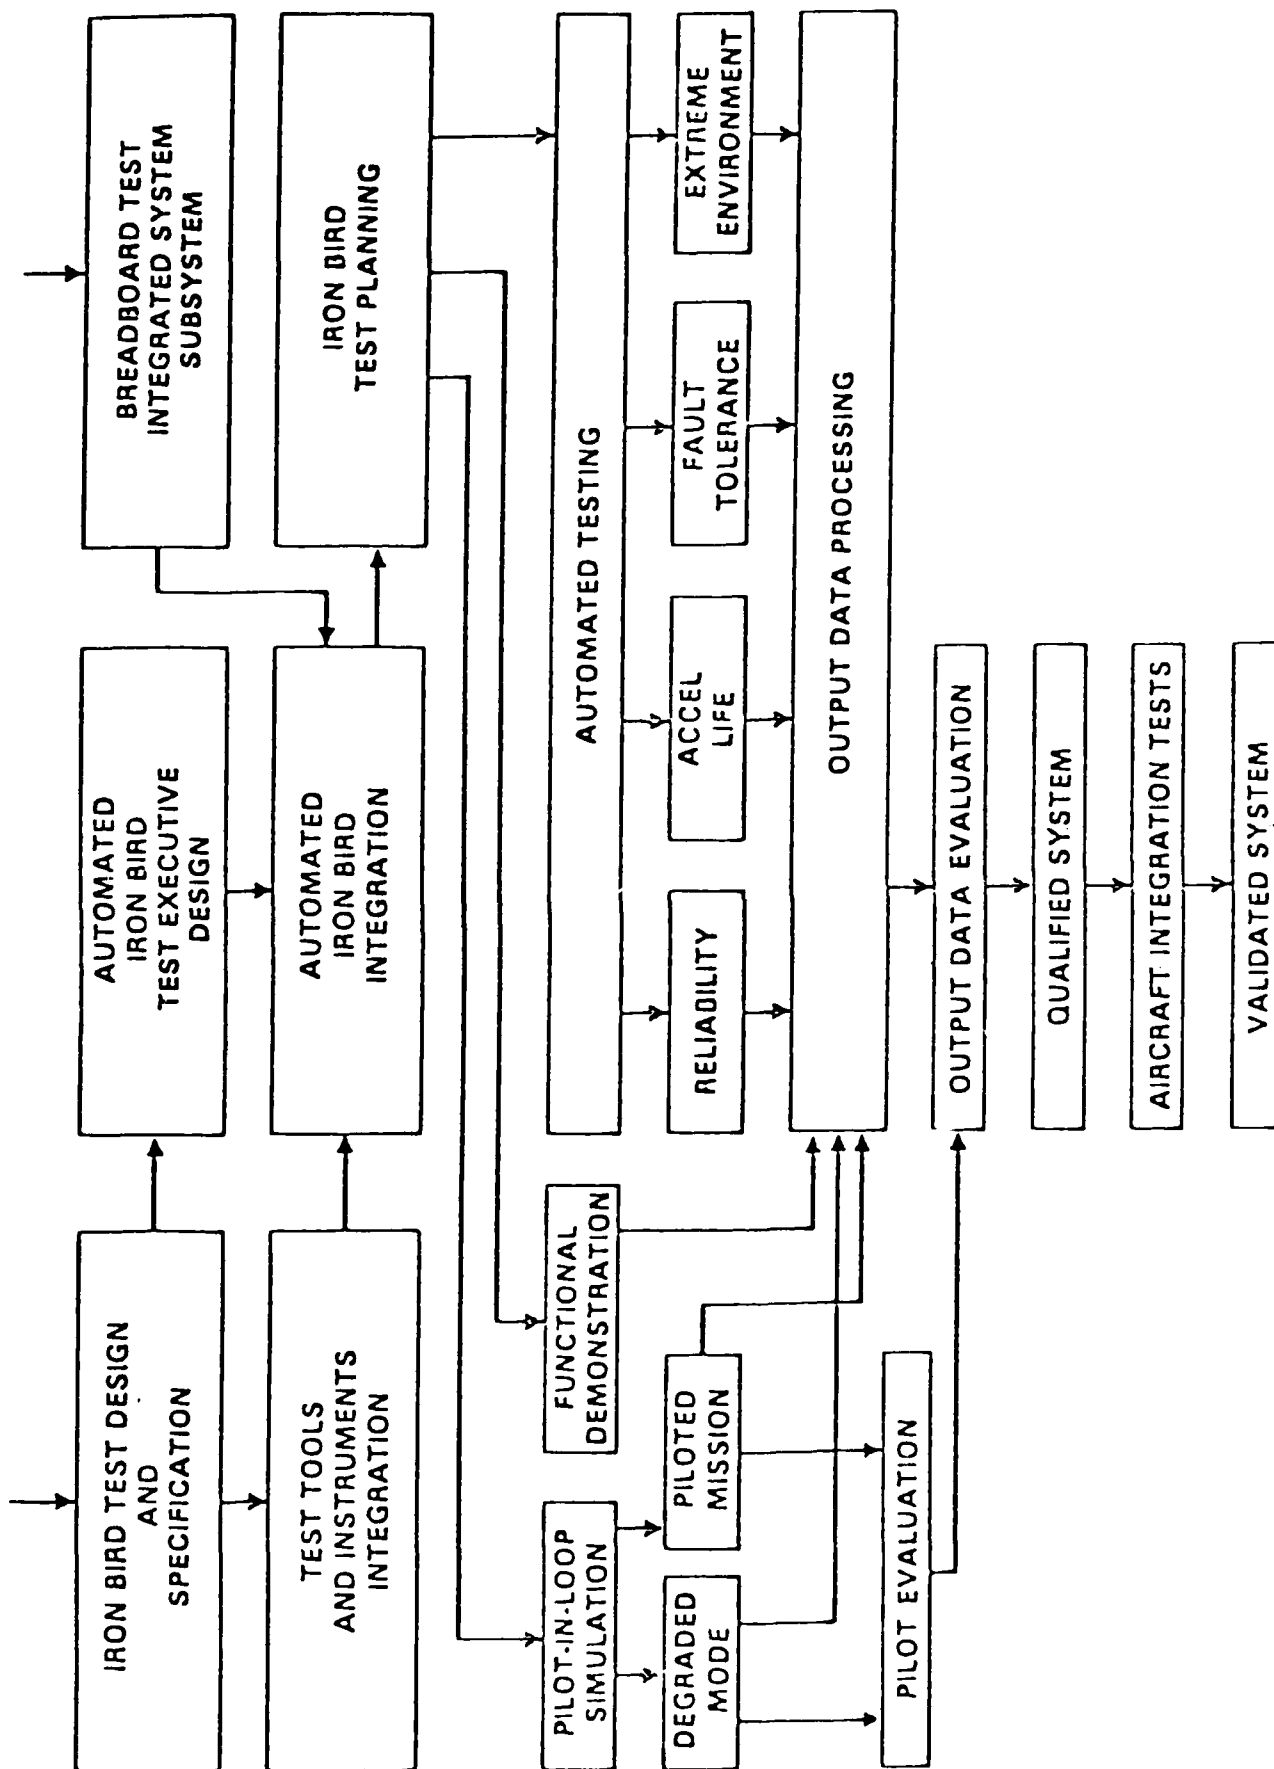 IRON BIRD TEST DESIGN
AND
SPECIFICATION
AUTOMATED
IRON BIRD
TEST EXECUTIVE
DESIGN
BREADBOARD TEST
INTEGRATED SYSTEM
SUBSYSTEM
TEST TOOLS
AND INSTRUMENTS
INTEGRATION
AUTOMATED
IRON BIRD
INTEGRATION
IRON BIRD
TEST PLANNING
PILOT-IN-LOOP
SIMULATION
FUNCTIONAL
DEMONSTRATION
AUTOMATED TESTING
DEGRADED
MODE
PILOTED
MISSION
RELIABILITY
ACCEL
LIFE
FAULT
TOLERANCE
EXTREME
ENVIRONMENT
OUTPUT DATA PROCESSING
PILOT EVALUATION
OUTPUT DATA EVALUATION
QUALIFIED SYSTEM
AIRCRAFT INTEGRATION TESTS
VALIDATED SYSTEM